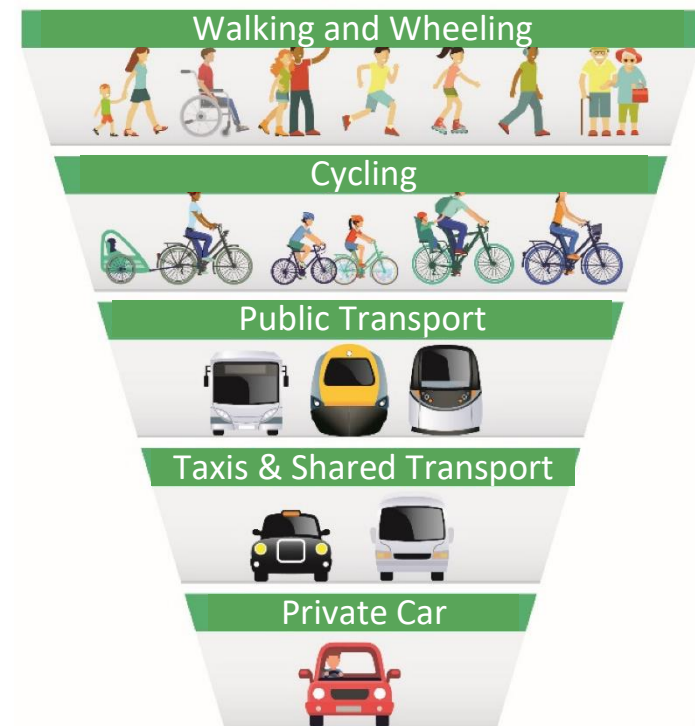 Walking and Wheeling
Cycling
Public Transport
Taxis & Shared Transport
Private Car